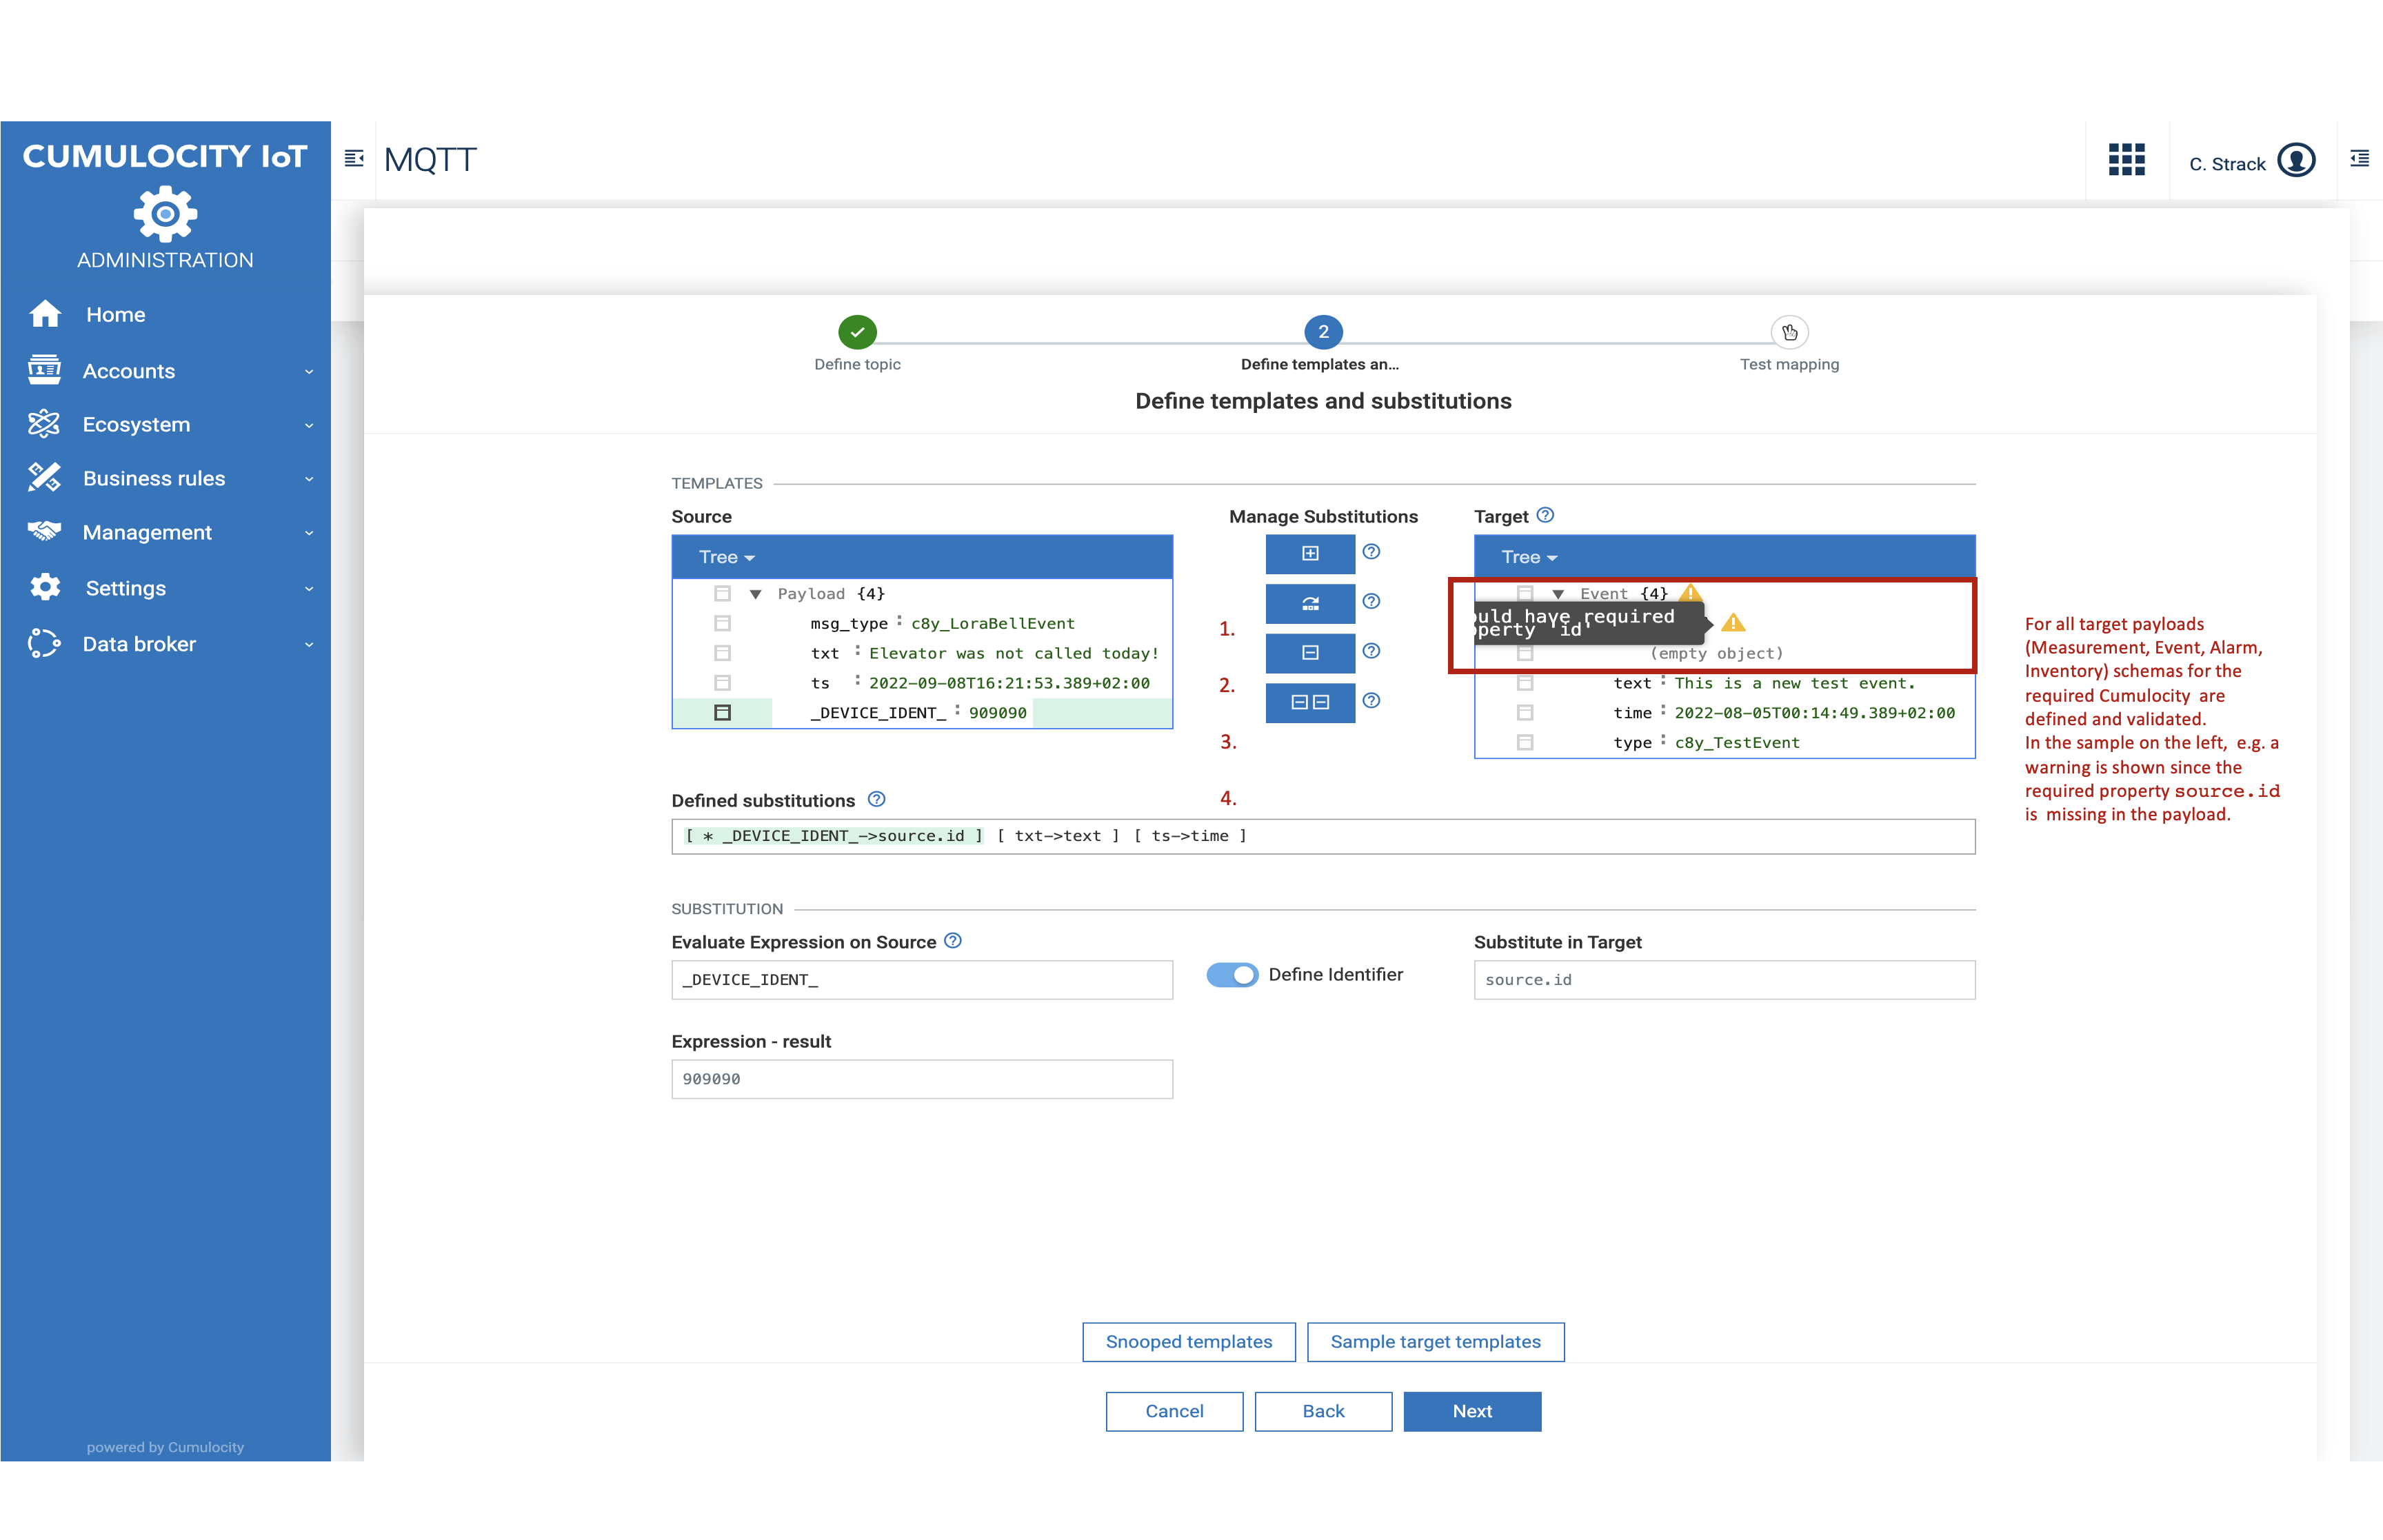 CUMULOCITY IoT
ADMINISTRATION
Home
Accounts
Ecosystem
Business rules
Management
Settings
Data broker
powered by Cumulocity
MQTT
C. Strack
2
Define topic
Define templates an...
Test mapping
Define templates and substitutions
TEMPLATES
Source
Manage Substitutions
Target
Tree
Payload {4}
msg_type : c8y_LoraBellEvent
txt : Elevator was not called today!
ts : 2022-09-08T16:21:53.389+02:00
_DEVICE_IDENT_ : 909090
1.
2.
3.
4.
Tree
Event {4}
ould have required
perty 'id'
(empty object)
text : This is a new test event.
time : 2022-08-05T00:14:49.389+02:00
type : c8y_TestEvent
For all target payloads
(Measurement, Event, Alarm,
Inventory) schemas for the
required Cumulocity are
defined and validated.
In the sample on the left, e.g. a
warning is shown since the
required property source.id
is missing in the payload.
Defined substitutions
[ * _DEVICE_IDENT_->source.id ] [ txt->text ] [ ts->time ]
SUBSTITUTION
Evaluate Expression on Source
_DEVICE_IDENT_
Define Identifier
Substitute in Target
source.id
Expression - result
909090
Snooped templates
Sample target templates
Cancel
Back
Next